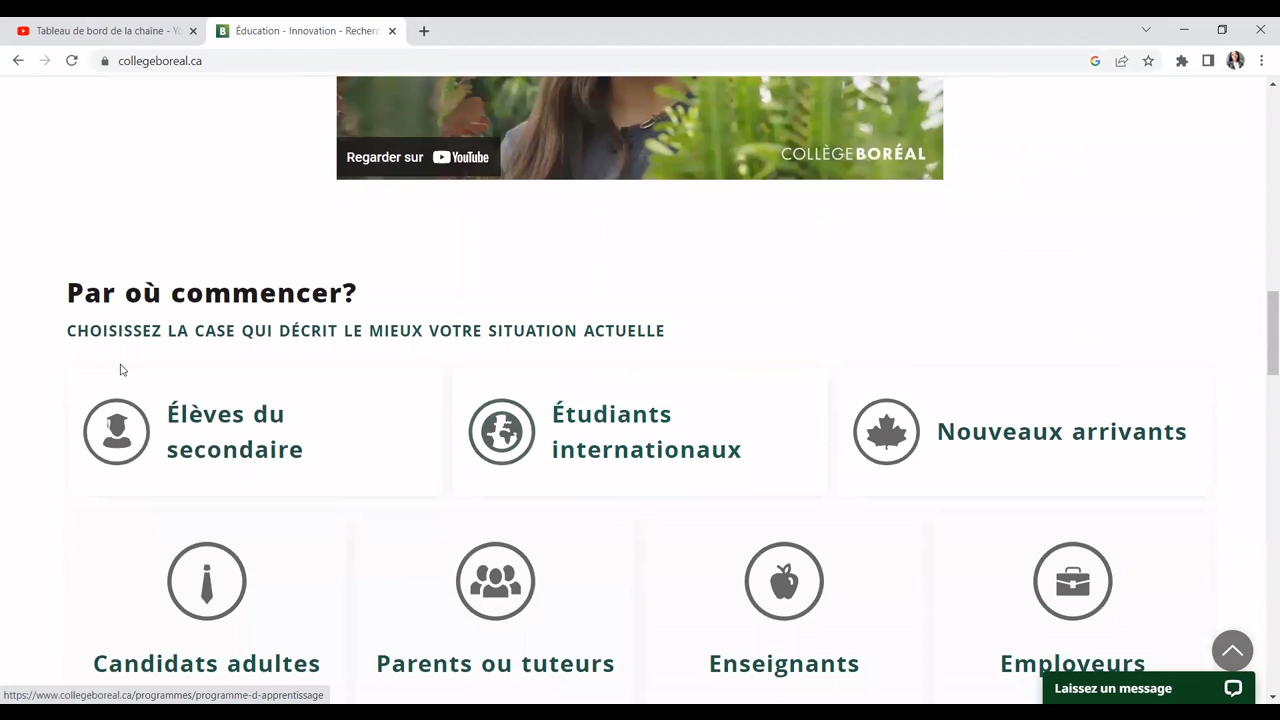 Tableau de bord de la chaîne - Yo
Éducation - Innovation - Recherc
collegeboreal.ca
Regarder sur YouTube
COLLÈGEBORÉAL
Par où commencer?
CHOISISSEZ LA CASE QUI DÉCRIT LE MIEUX VOTRE SITUATION ACTUELLE
Élèves du
secondaire
Étudiants
internationaux
Nouveaux arrivants
Candidats adultes
Parents ou tuteurs
Enseignants
Employeurs
https://www.collegeboreal.ca/programmes/programme-d-apprentissage
Laissez un message